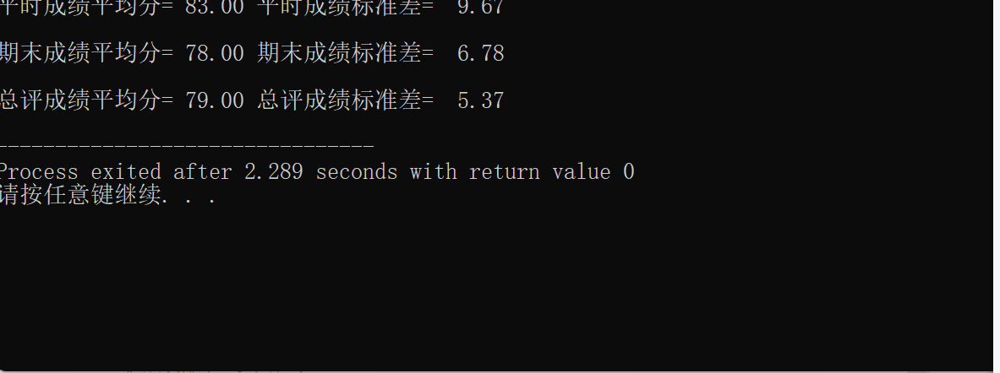 平时成绩平均分= 83.00 平时成绩标准差=  9.67
期末成绩平均分= 78.00 期末成绩标准差=  6.78
总评成绩平均分= 79.00 总评成绩标准差=  5.37
--------------------------------
Process exited after 2.289 seconds with return value 0
请按任意键继续. . .